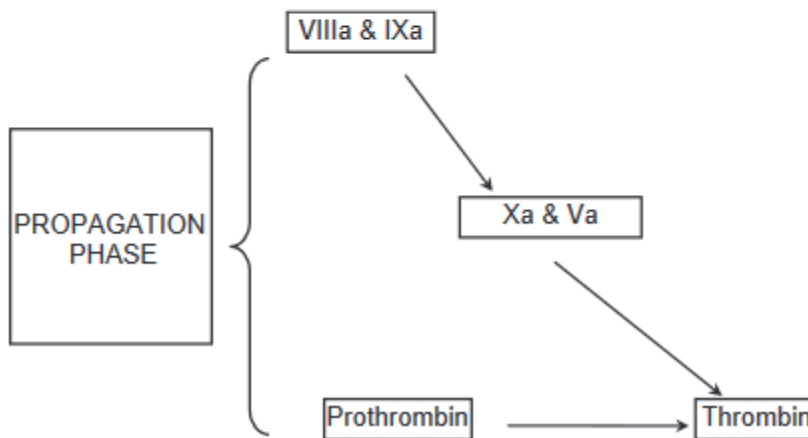 VIIIa & IXa
Xa & Va
PROPAGATION
PHASE
Prothrombin
Thrombin